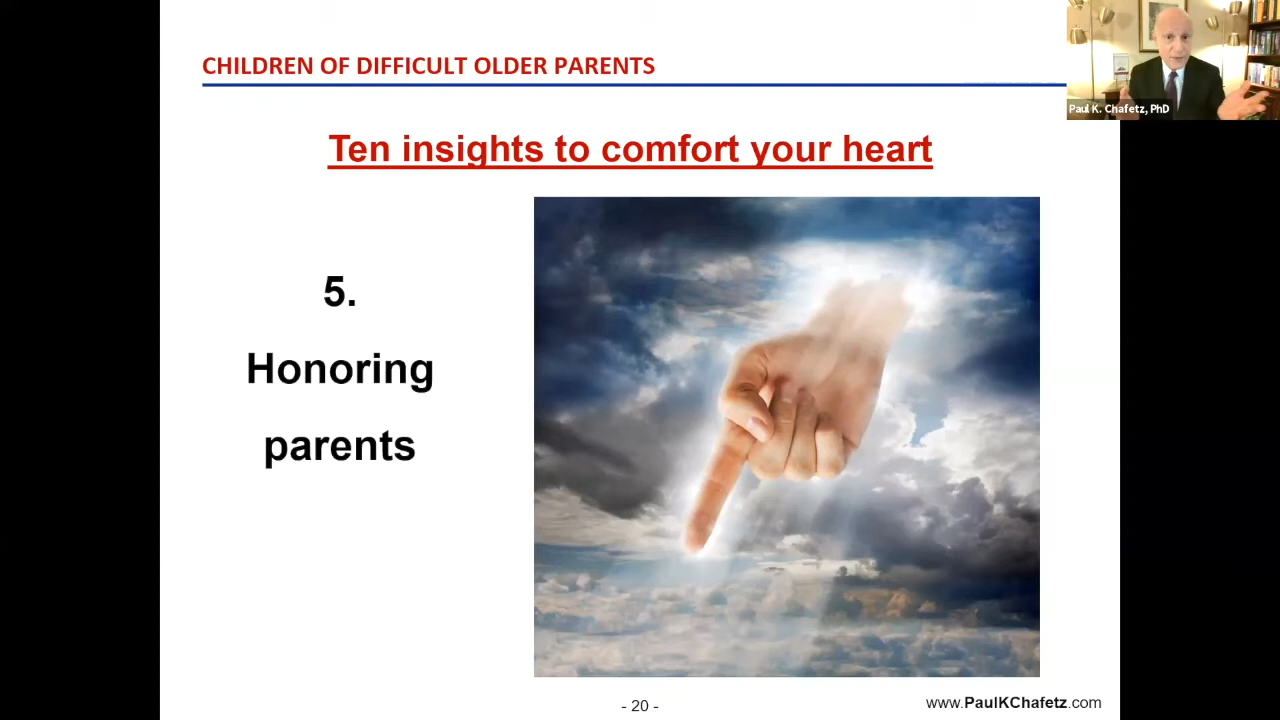 CHILDREN OF DIFFICULT OLDER PARENTS
Paul K. Chafetz, PhD
Ten insights to comfort your heart
5.
Honoring
parents
- 20 -
www.PaulKChafetz.com